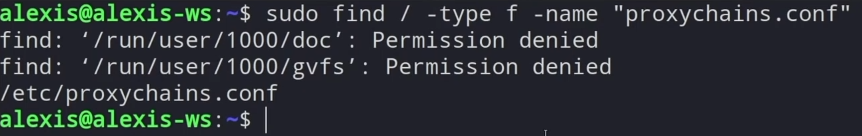 alexis@alexis-ws:~$ sudo find / -type f -name "proxychains.conf"
find: ‘/run/user/1000/doc’: Permission denied
find: ‘/run/user/1000/gvfs’: Permission denied
/etc/proxychains.conf
alexis@alexis-ws:~$